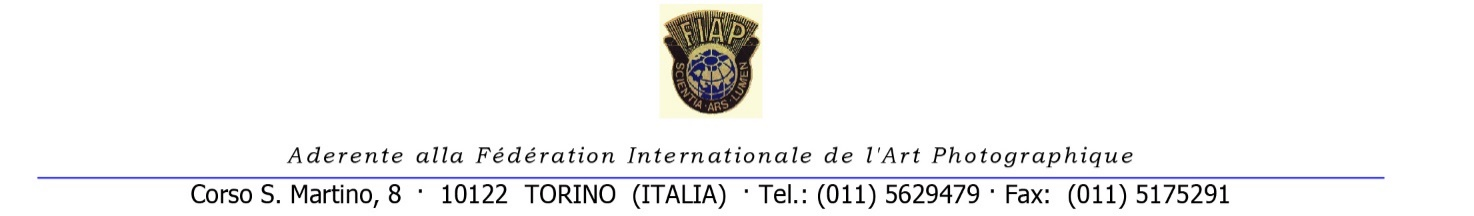 FIAP
SCIENTIA · ARS · LUMEN
Aderente alla Fédération Internationale de l'Art Photographique
Corso S. Martino, 8 · 10122 TORINO (ITALIA) · Tel.: (011) 5629479 · Fax: (011) 5175291